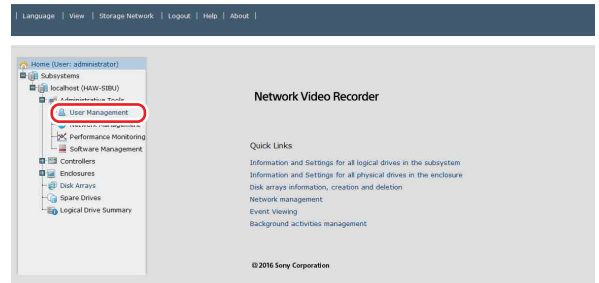 | Language | View | Storage Network | Logout | Help | About |
Home (User: administrator)
Subsystems
localhost (HAW-SIBU)
Administrative Tools
User Management
Network Management
Performance Monitoring
Software Management
Controllers
Enclosures
Disk Arrays
Spare Drives
Logical Drive Summary
Network Video Recorder
Quick Links
Information and Settings for all logical drives in the subsystem
Information and Settings for all physical drives in the enclosure
Disk arrays information, creation and deletion
Network management
Event Viewing
Background activities management
© 2016 Sony Corporation